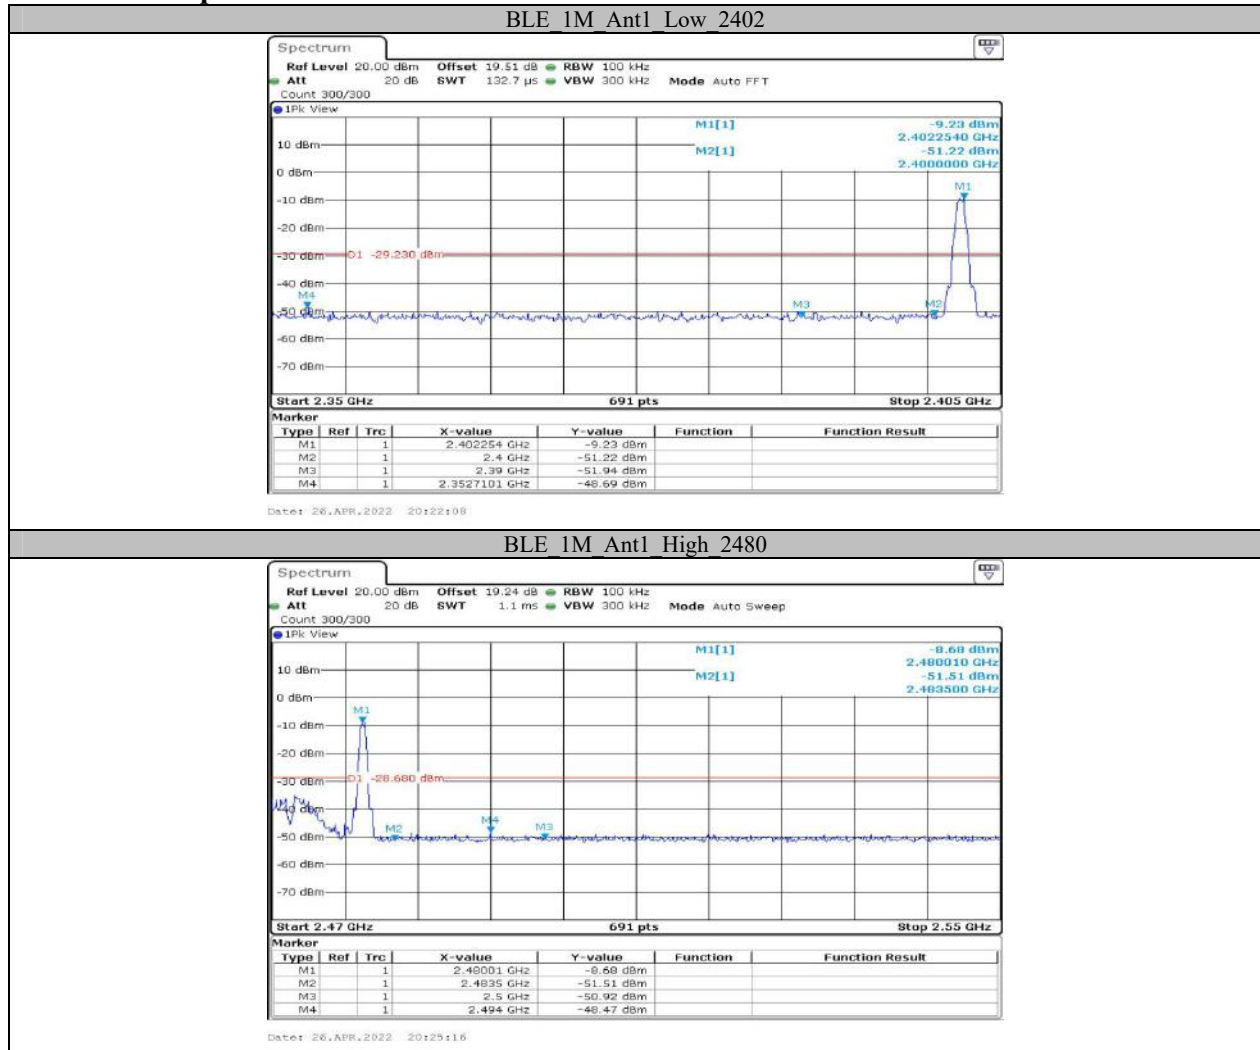 BLE_1M_Ant1_Low_2402
Spectrum
Ref Level 20.00 dBm Offset 19.51 dB RBW 100 kHz
Att 20 dB SWT 132.7 µs VBW 300 kHz Mode Auto FFT
Count 300/300
1Pk View
M1[1] -9.23 dBm
2.4022540 GHz
10 dBm
M2[1] -51.22 dBm
2.4000000 GHz
0 dBm
M1
-10 dBm
-20 dBm
-30 dBm D1 -29.230 dBm
-40 dBm
M4 M3 M2
-50 dBm
-60 dBm
-70 dBm
Start 2.35 GHz 691 pts Stop 2.405 GHz
Marker
Type Ref Trc X-value Y-value Function Function Result
M1 1 2.402254 GHz -9.23 dBm
M2 1 2.4 GHz -51.22 dBm
M3 1 2.39 GHz -51.94 dBm
M4 1 2.3527101 GHz -48.69 dBm
Date: 26.APR.2022 20:22:08
BLE_1M_Ant1_High_2480
Spectrum
Ref Level 20.00 dBm Offset 19.24 dB RBW 100 kHz
Att 20 dB SWT 1.1 ms VBW 300 kHz Mode Auto Sweep
Count 300/300
1Pk View
M1[1] -8.68 dBm
2.480010 GHz
10 dBm
M2[1] -51.51 dBm
2.483500 GHz
0 dBm
M1
-10 dBm
-20 dBm
-30 dBm D1 -28.680 dBm
-40 dBm
M2 M4 M3
-50 dBm
-60 dBm
-70 dBm
Start 2.47 GHz 691 pts Stop 2.55 GHz
Marker
Type Ref Trc X-value Y-value Function Function Result
M1 1 2.48001 GHz -8.68 dBm
M2 1 2.4835 GHz -51.51 dBm
M3 1 2.5 GHz -50.92 dBm
M4 1 2.494 GHz -48.47 dBm
Date: 26.APR.2022 20:25:16